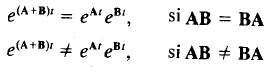 e^{(A+B)t} = e^{At} e^{Bt}, si AB = BA
e^{(A+B)t} ≠ e^{At} e^{Bt}, si AB ≠ BA